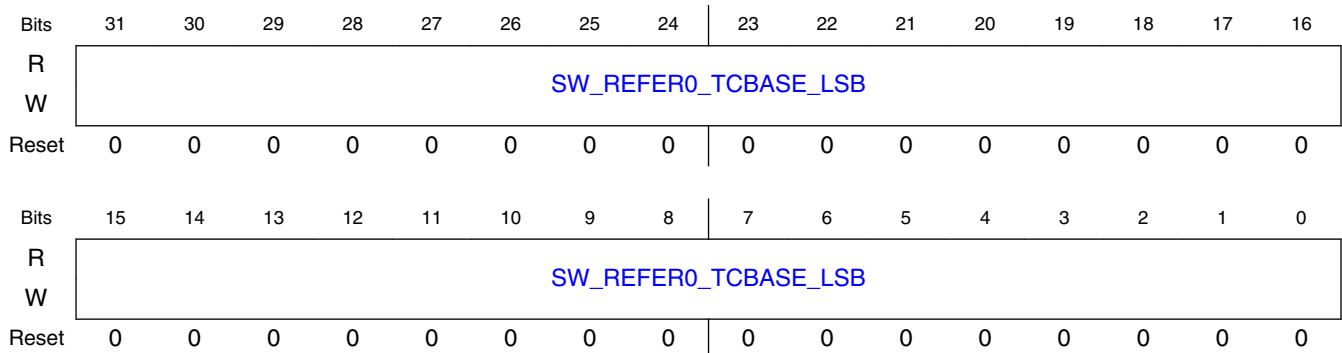 Bits 31 30 29 28 27 26 25 24 23 22 21 20 19 18 17 16
R
SW_REFER0_TCBASE_LSB
W
Reset 0 0 0 0 0 0 0 0 0 0 0 0 0 0 0 0
Bits 15 14 13 12 11 10 9 8 7 6 5 4 3 2 1 0
R
SW_REFER0_TCBASE_LSB
W
Reset 0 0 0 0 0 0 0 0 0 0 0 0 0 0 0 0